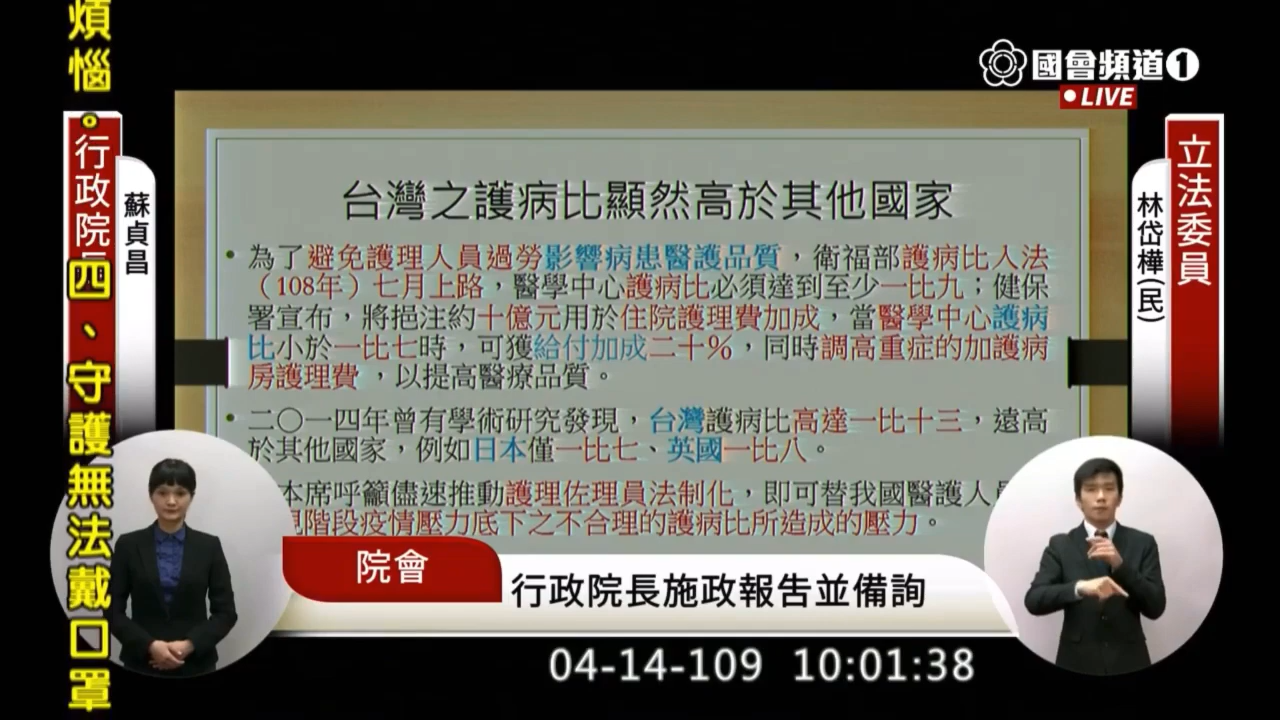 煩惱。
四、守護無法戴口罩
行政院
蘇貞昌
國會頻道1
LIVE
立法委員
林岱樺(民)
台灣之護病比顯然高於其他國家
• 為了避免護理人員過勞影響病患醫護品質，衛福部護病比入法
（108年）七月上路，醫學中心護病比必須達到至少一比九；健保
署宣布，將挹注約十億元用於住院護理費加成，當醫學中心護病
比小於一比七時，可獲給付加成二十%，同時調高重症的加護病
房護理費，以提高醫療品質。
• 二〇一四年曾有學術研究發現，台灣護病比高達一比十三，遠高
於其他國家，例如日本僅一比七、英國一比八。
本席呼籲儘速推動護理佐理員法制化，即可替我國醫護人
階段疫情壓力底下之不合理的護病比所造成的壓力。
院會
行政院長施政報告並備詢
04-14-109 10:01:38